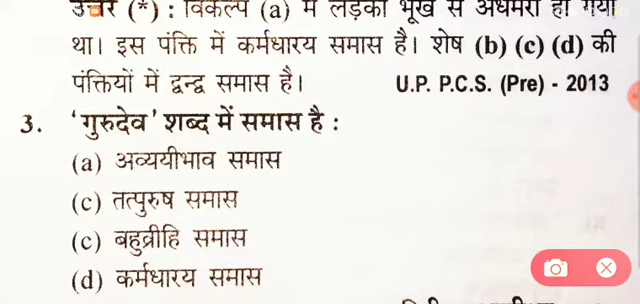 उत्तर (*) : विकल्प (a) में लड़का भूख से अधमरा हो गया
था। इस पंक्ति में कर्मधारय समास है। शेष (b) (c) (d) की
पंक्तियों में द्वन्द्व समास है।
U.P. P.C.S. (Pre) - 2013
3. 'गुरुदेव' शब्द में समास है :
(a) अव्ययीभाव समास
(c) तत्पुरुष समास
(c) बहुव्रीहि समास
(d) कर्मधारय समास